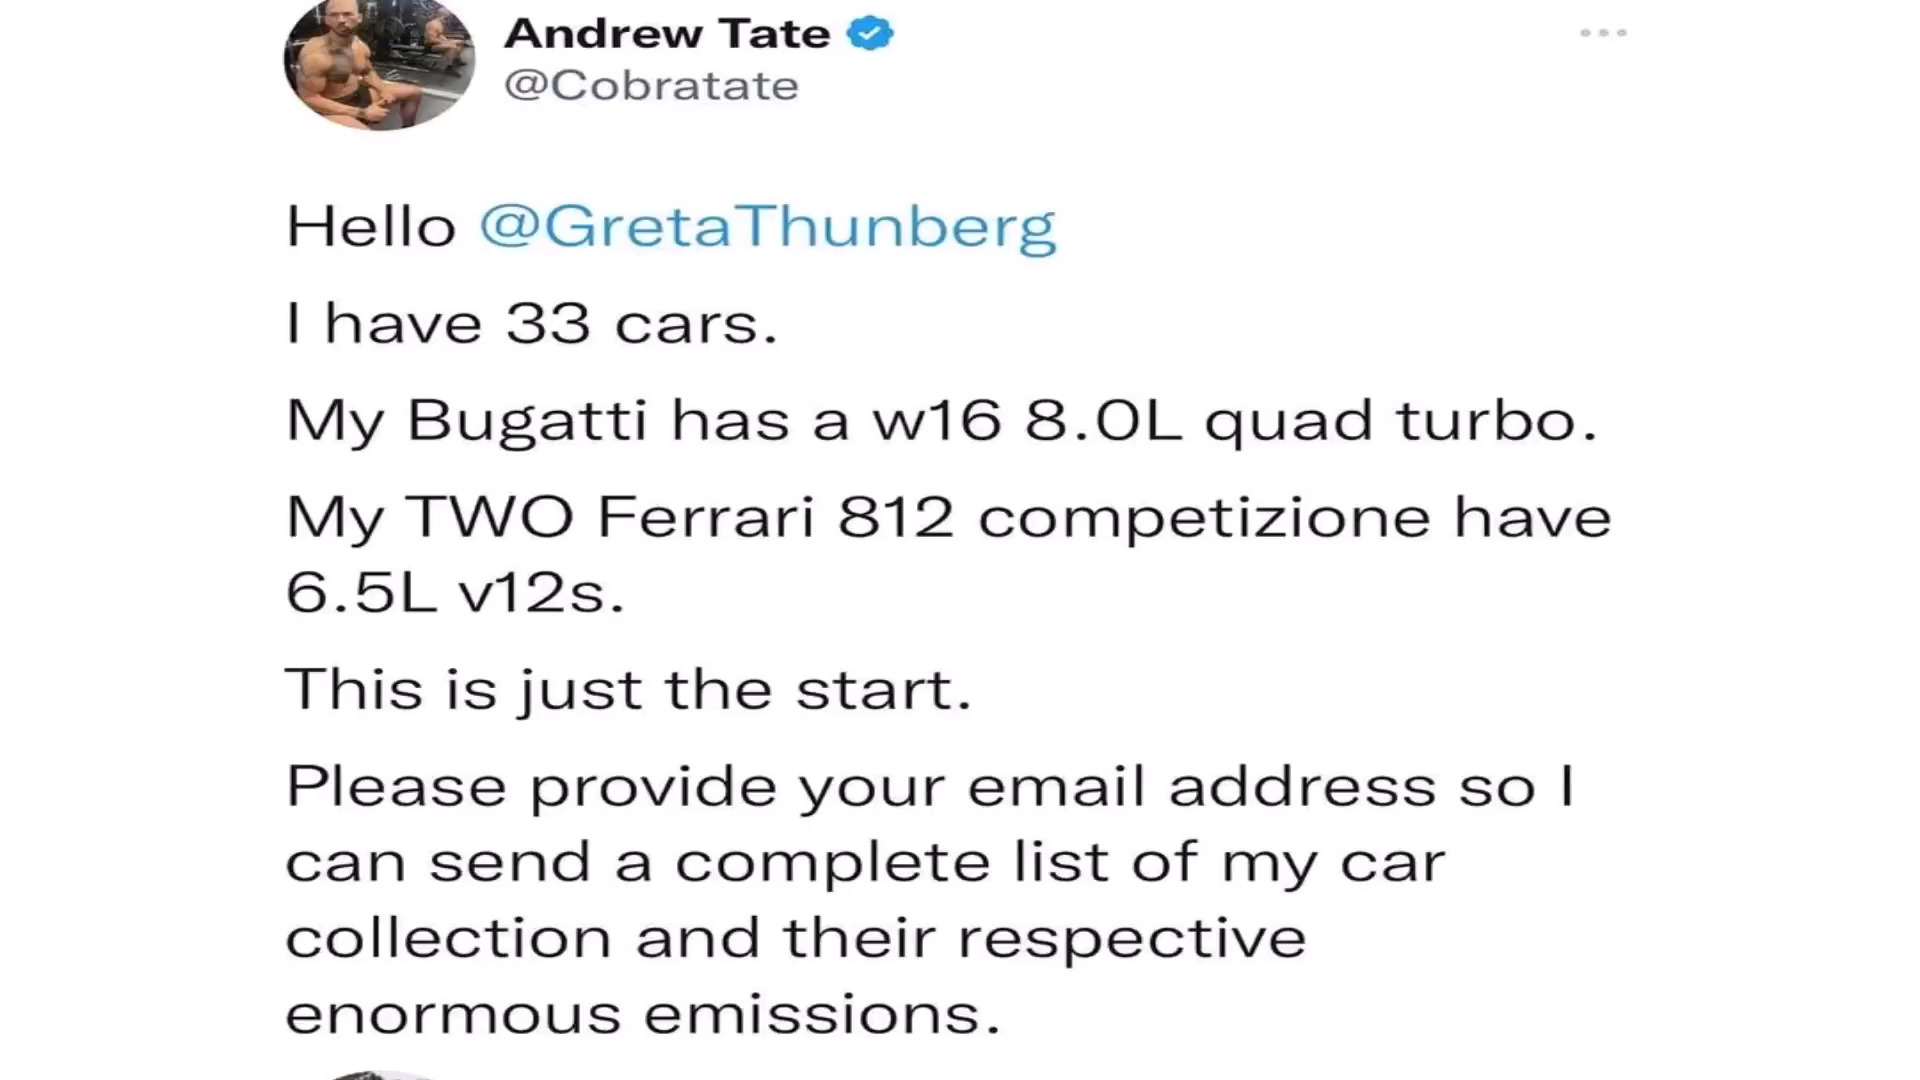 Andrew Tate
@Cobratate
Hello @GretaThunberg
I have 33 cars.
My Bugatti has a w16 8.0L quad turbo.
My TWO Ferrari 812 competizione have
6.5L v12s.
This is just the start.
Please provide your email address so I
can send a complete list of my car
collection and their respective
enormous emissions.